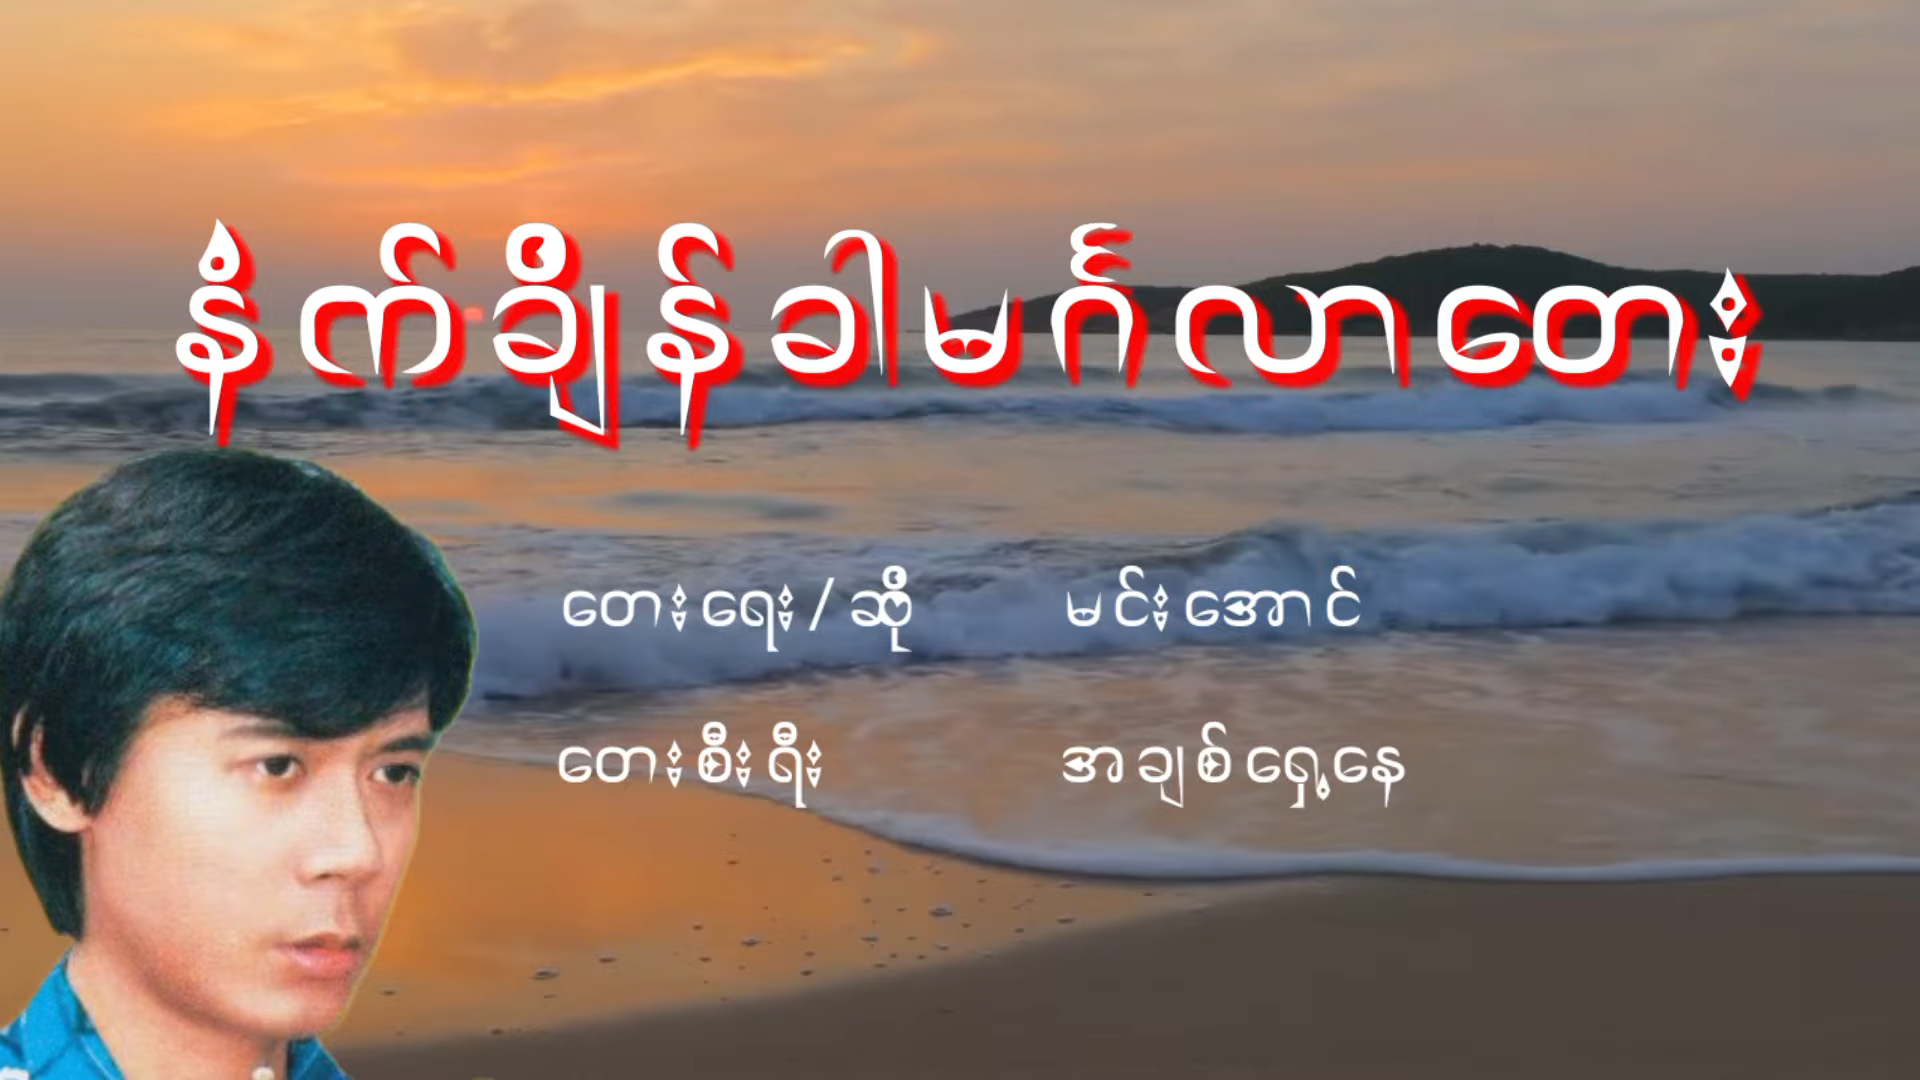 နံက်ချိန်ခါမင်္ဂလာတေး
တေးရေး/ဆို မင်းအောင်
တေးစီးရီး အချစ်ရှေ့နေ